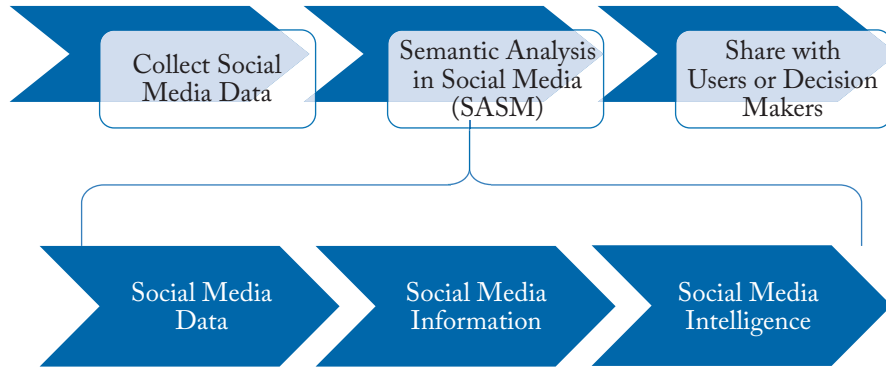 Collect Social
Media Data
Semantic Analysis
in Social Media
(SASM)
Share with
Users or Decision
Makers
Social Media
Data
Social Media
Information
Social Media
Intelligence